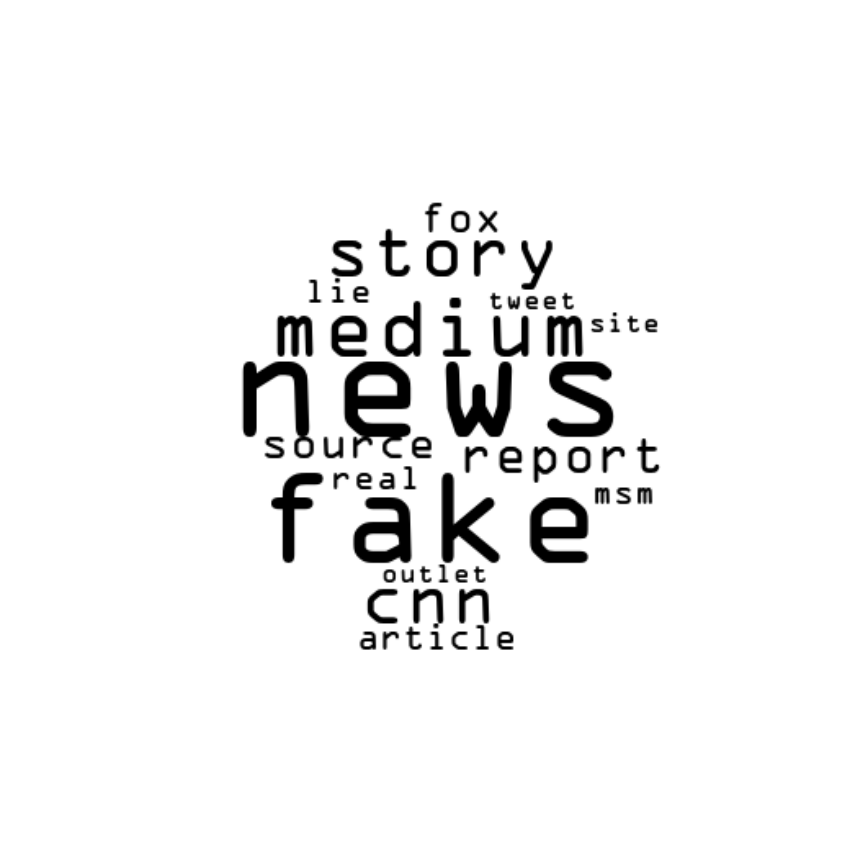 fox
story
lie
tweet
medium
site
news
source
report
real
msm
fake
outlet
cnn
article